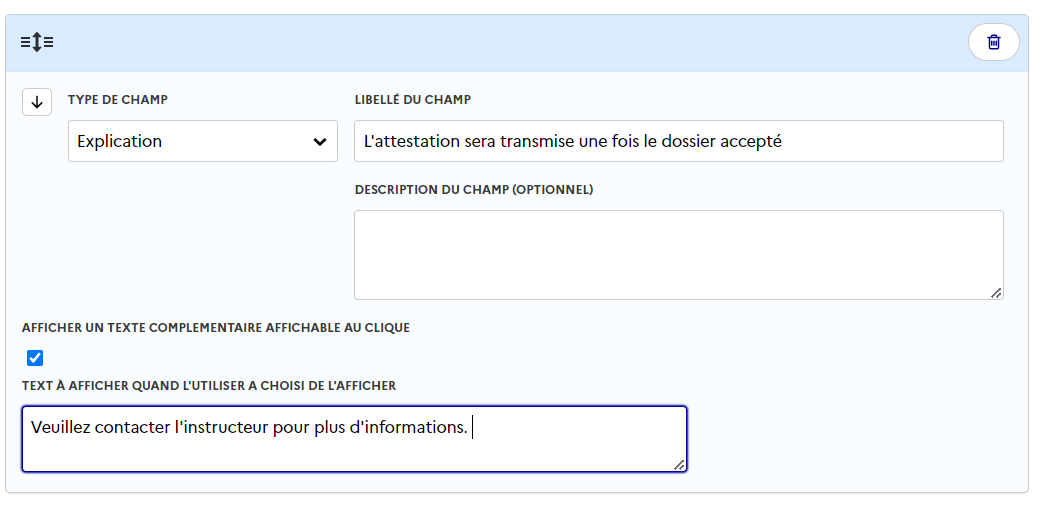 TYPE DE CHAMP
LIBELLÉ DU CHAMP
Explication
L'attestation sera transmise une fois le dossier accepté
DESCRIPTION DU CHAMP (OPTIONNEL)
AFFICHER UN TEXTE COMPLEMENTAIRE AFFICHABLE AU CLIQUE
TEXT À AFFICHER QUAND L'UTILISER A CHOISI DE L'AFFICHER
Veuillez contacter l'instructeur pour plus d'informations.